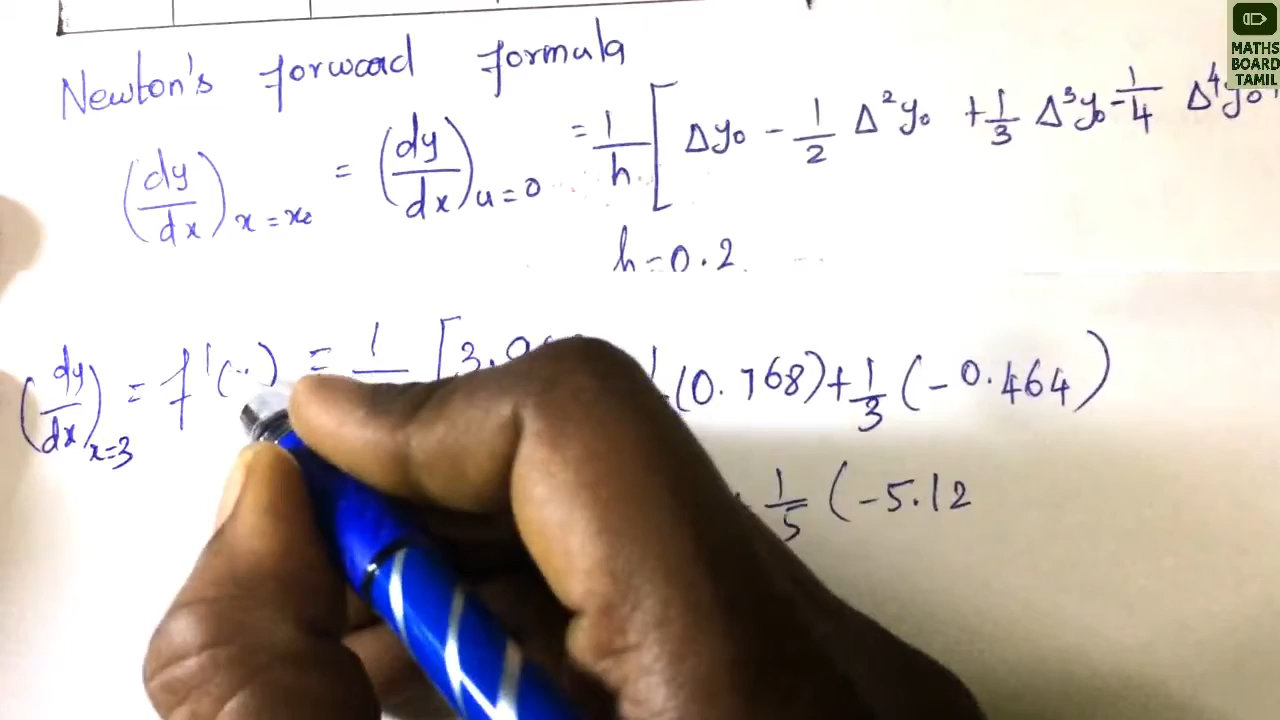 MATHS
BOARD
TAMIL
Newton's forward formula
(dy/dx)x=x₀ = (dy/dx)u=0 = 1/h [Δy₀ - 1/2 Δ²y₀ + 1/3 Δ³y₀ - 1/4 Δ⁴y₀ +
h=0.2
(dy/dx)x=3 = f'( ) = 1 [3. (0.768) + 1/3 (-0.464)
1/5 (-5.12